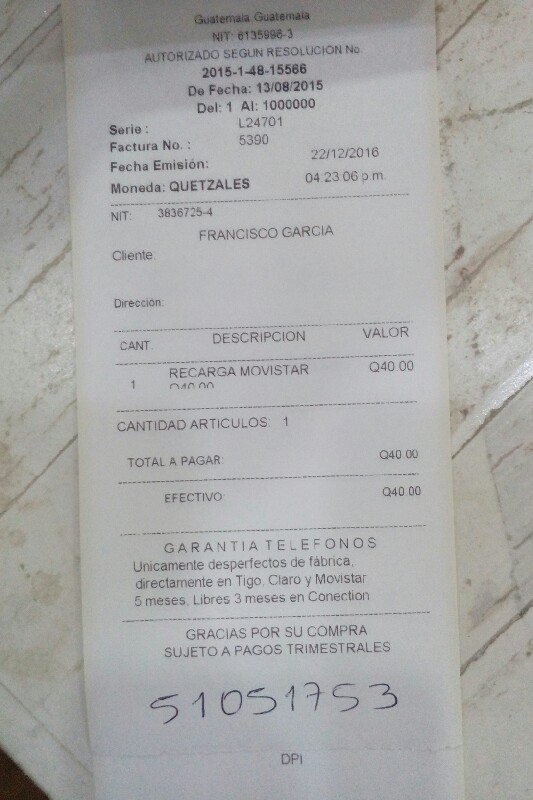 Guatemala, Guatemala
NIT: 6135996-3
AUTORIZADO SEGUN RESOLUCION No.
2015-1-48-15566
De Fecha: 13/08/2015
Del: 1 Al: 1000000
Serie : L24701
Factura No. : 5390
Fecha Emisión: 22/12/2016
Moneda: QUETZALES 04:23:06 p.m.
NIT: 3836725-4
FRANCISCO GARCIA
Cliente:
Dirección:
CANT. DESCRIPCION VALOR
1 RECARGA MOVISTAR Q40.00
Q40.00
CANTIDAD ARTICULOS: 1
TOTAL A PAGAR: Q40.00
EFECTIVO: Q40.00
GARANTIA TELEFONOS
Unicamente desperfectos de fábrica,
directamente en Tigo, Claro y Movistar
5 meses, Libres 3 meses en Conection
GRACIAS POR SU COMPRA
SUJETO A PAGOS TRIMESTRALES
51051753
DPI